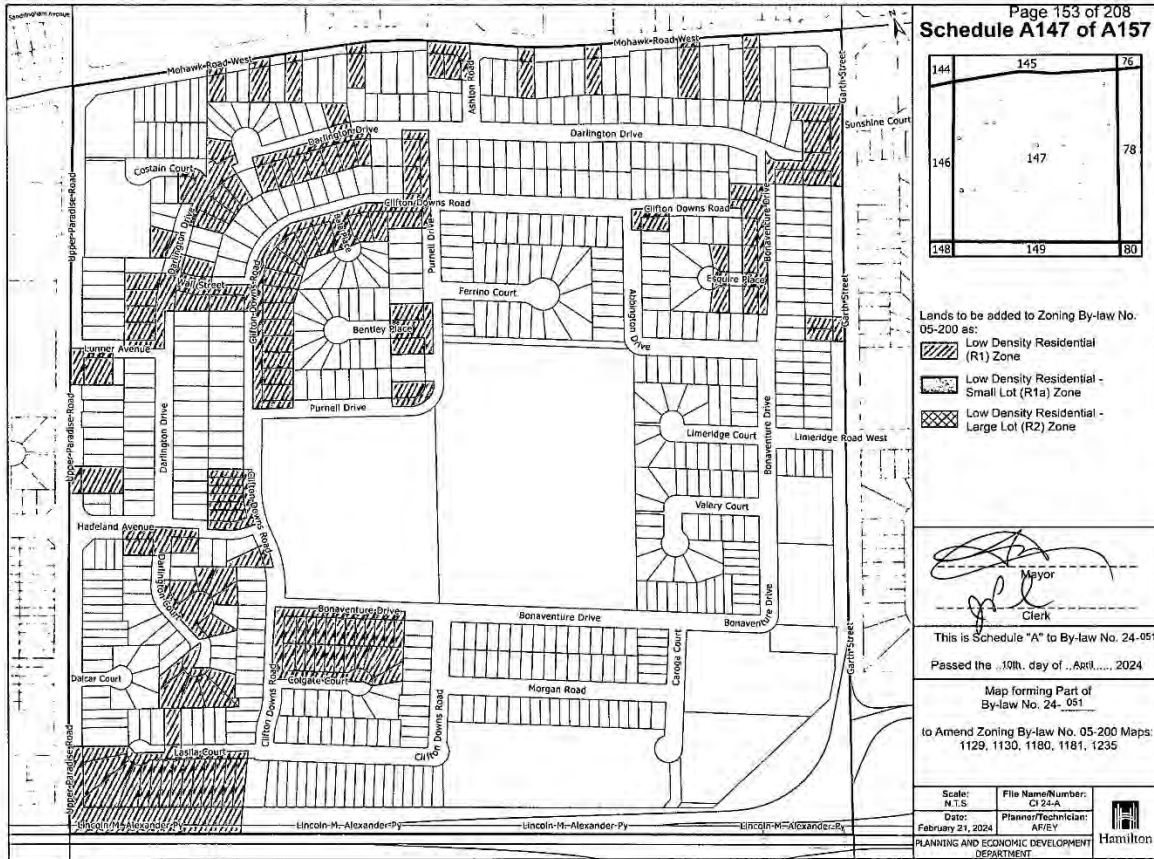 Page 153 of 208
Schedule A147 of A157
Sandringham Avenue
Mohawk Road West
Mohawk Road West
Garth Street
Ashton Road
Darlington Drive
Darlington Drive
Sunshine Court
Costain Court
Upper Paradise Road
Darlington Drive
Clifton Downs Road
Clifton Downs Road
Bonaventure Drive
Purnell Drive
Wall Street
Clifton Downs Road
Ferrino Court
Esquire Place
Abbington Drive
Garth Street
Bentley Place
Lunner Avenue
Purnell Drive
Upper Paradise Road
Darlington Drive
Bonaventure Drive
Limeridge Court
Limeridge Road West
Valery Court
Hadeland Avenue
Clifton Downs Road
Darlington Court
Bonaventure Drive
Bonaventure Drive
Bonaventure Drive
Garth Street
Dalcar Court
Colgate Court
Clifton Downs Road
Morgan Road
Caroga Court
Clifton Downs Road
Lasila Court
Upper Paradise Road
Lincoln M. Alexander Py
Lincoln M. Alexander Py
Lincoln M. Alexander Py
Lincoln M. Alexander Py
144
145
76
146
147
78
148
149
80
Lands to be added to Zoning By-law No.
05-200 as:
Low Density Residential
(R1) Zone
Low Density Residential -
Small Lot (R1a) Zone
Low Density Residential -
Large Lot (R2) Zone
Mayor
Clerk
This is Schedule "A" to By-law No. 24-051
Passed the ..10th. day of ..April....., 2024
Map forming Part of
By-law No. 24- 051
to Amend Zoning By-law No. 05-200 Maps:
1129, 1130, 1180, 1181, 1235
Scale:
N.T.S
File Name/Number:
CI 24-A
Date:
February 21, 2024
Planner/Technician:
AF/EY
PLANNING AND ECONOMIC DEVELOPMENT
DEPARTMENT
Hamilton